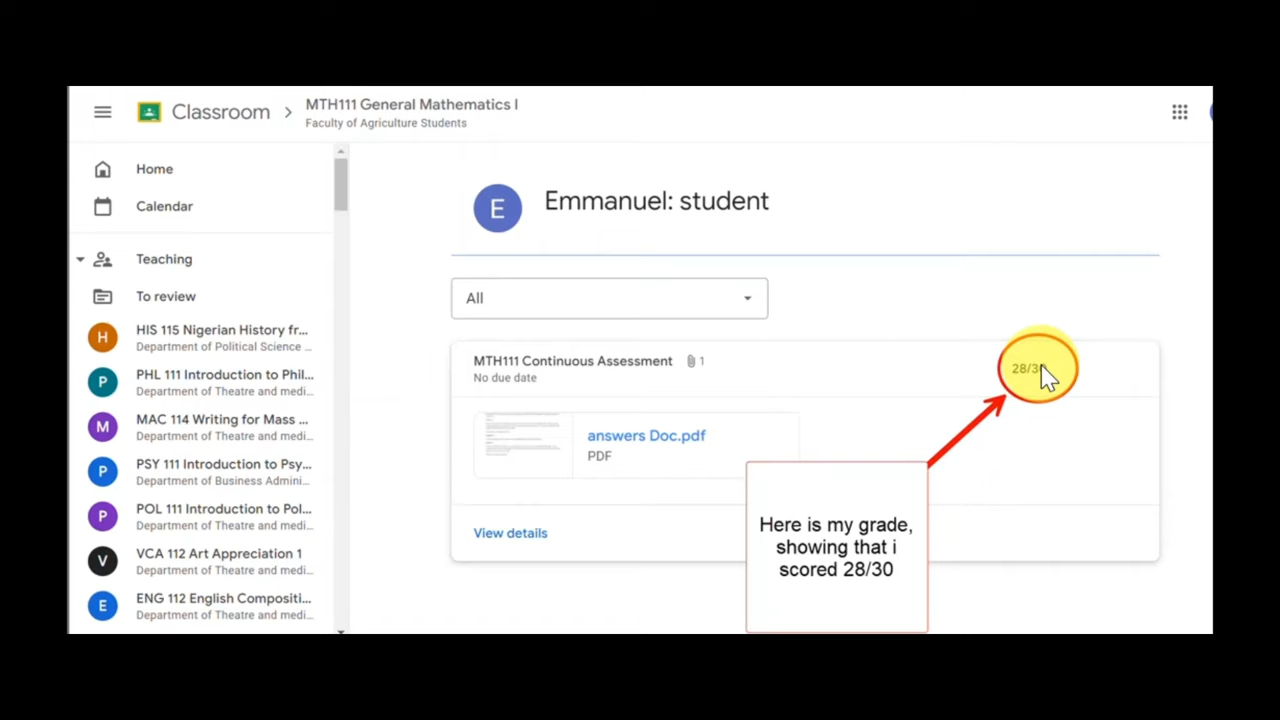 Classroom
MTH111 General Mathematics I
Faculty of Agriculture Students
Home
Calendar
Teaching
To review
H
HIS 115 Nigerian History fr...
Department of Political Science ...
P
PHL 111 Introduction to Phil...
Department of Theatre and medi...
M
MAC 114 Writing for Mass ...
Department of Theatre and medi...
P
PSY 111 Introduction to Psy...
Department of Business Admini...
P
POL 111 Introduction to Pol...
Department of Theatre and medi...
V
VCA 112 Art Appreciation 1
Department of Theatre and medi...
E
ENG 112 English Compositi...
Department of Theatre and medi...
E
Emmanuel: student
All
MTH111 Continuous Assessment
1
No due date
28/30
answers Doc.pdf
PDF
View details
Here is my grade,
showing that i
scored 28/30